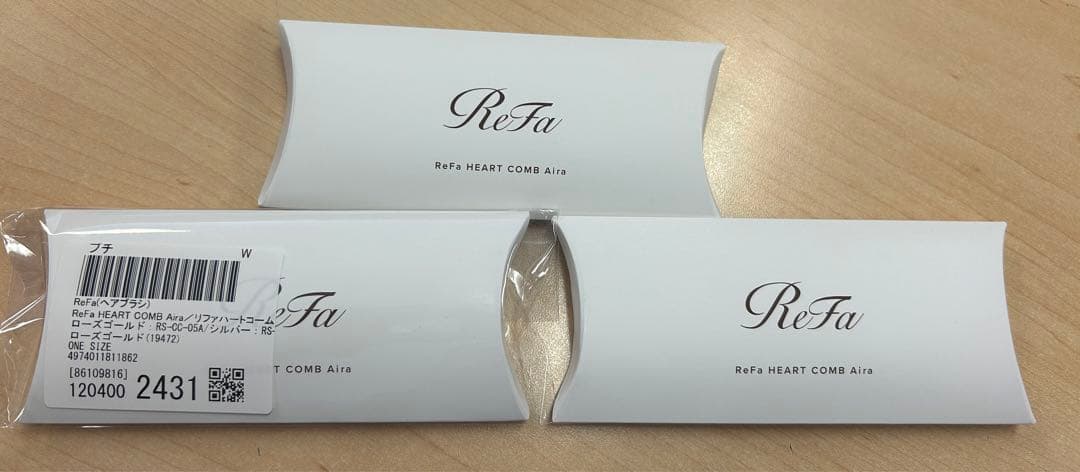 ReFa
ReFa HEART COMB Aira
プチ W
ReFa(ヘアブラシ)
ReFa HEART COMB Aira／リファハートコーム
ローズゴールド：RS-CC-05A/シルバー：RS-
ローズゴールド(19472)
ONE SIZE
4974011811862
[86109816]
120400 2431
ReFa
COMB Aira
ReFa
ReFa HEART COMB Aira